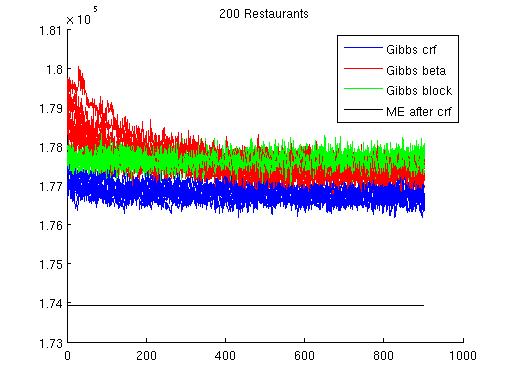 200 Restaurants
× 10^5
1.81
1.8
1.79
1.78
1.77
1.76
1.75
1.74
1.73
0 200 400 600 800 1000
Gibbs crf
Gibbs beta
Gibbs block
ME after crf